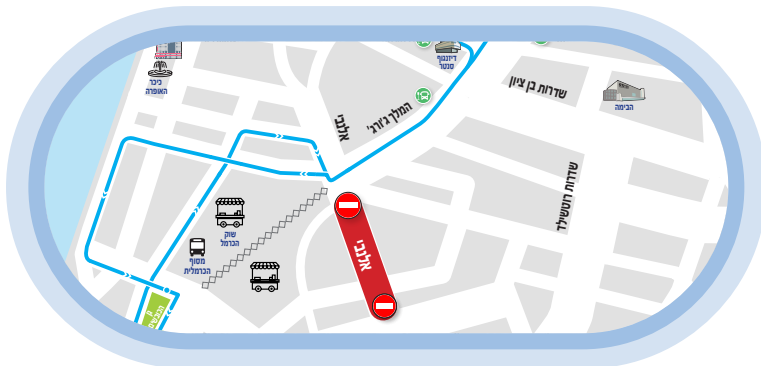 כיכר
האופרה
דיזנגוף
סנטר
שדרות בן ציון
הבימה
המלך ג'ורג'
אלנבי
שדרות רוטשילד
שוק
הכרמל
מסוף
הכרמלית
אלנבי